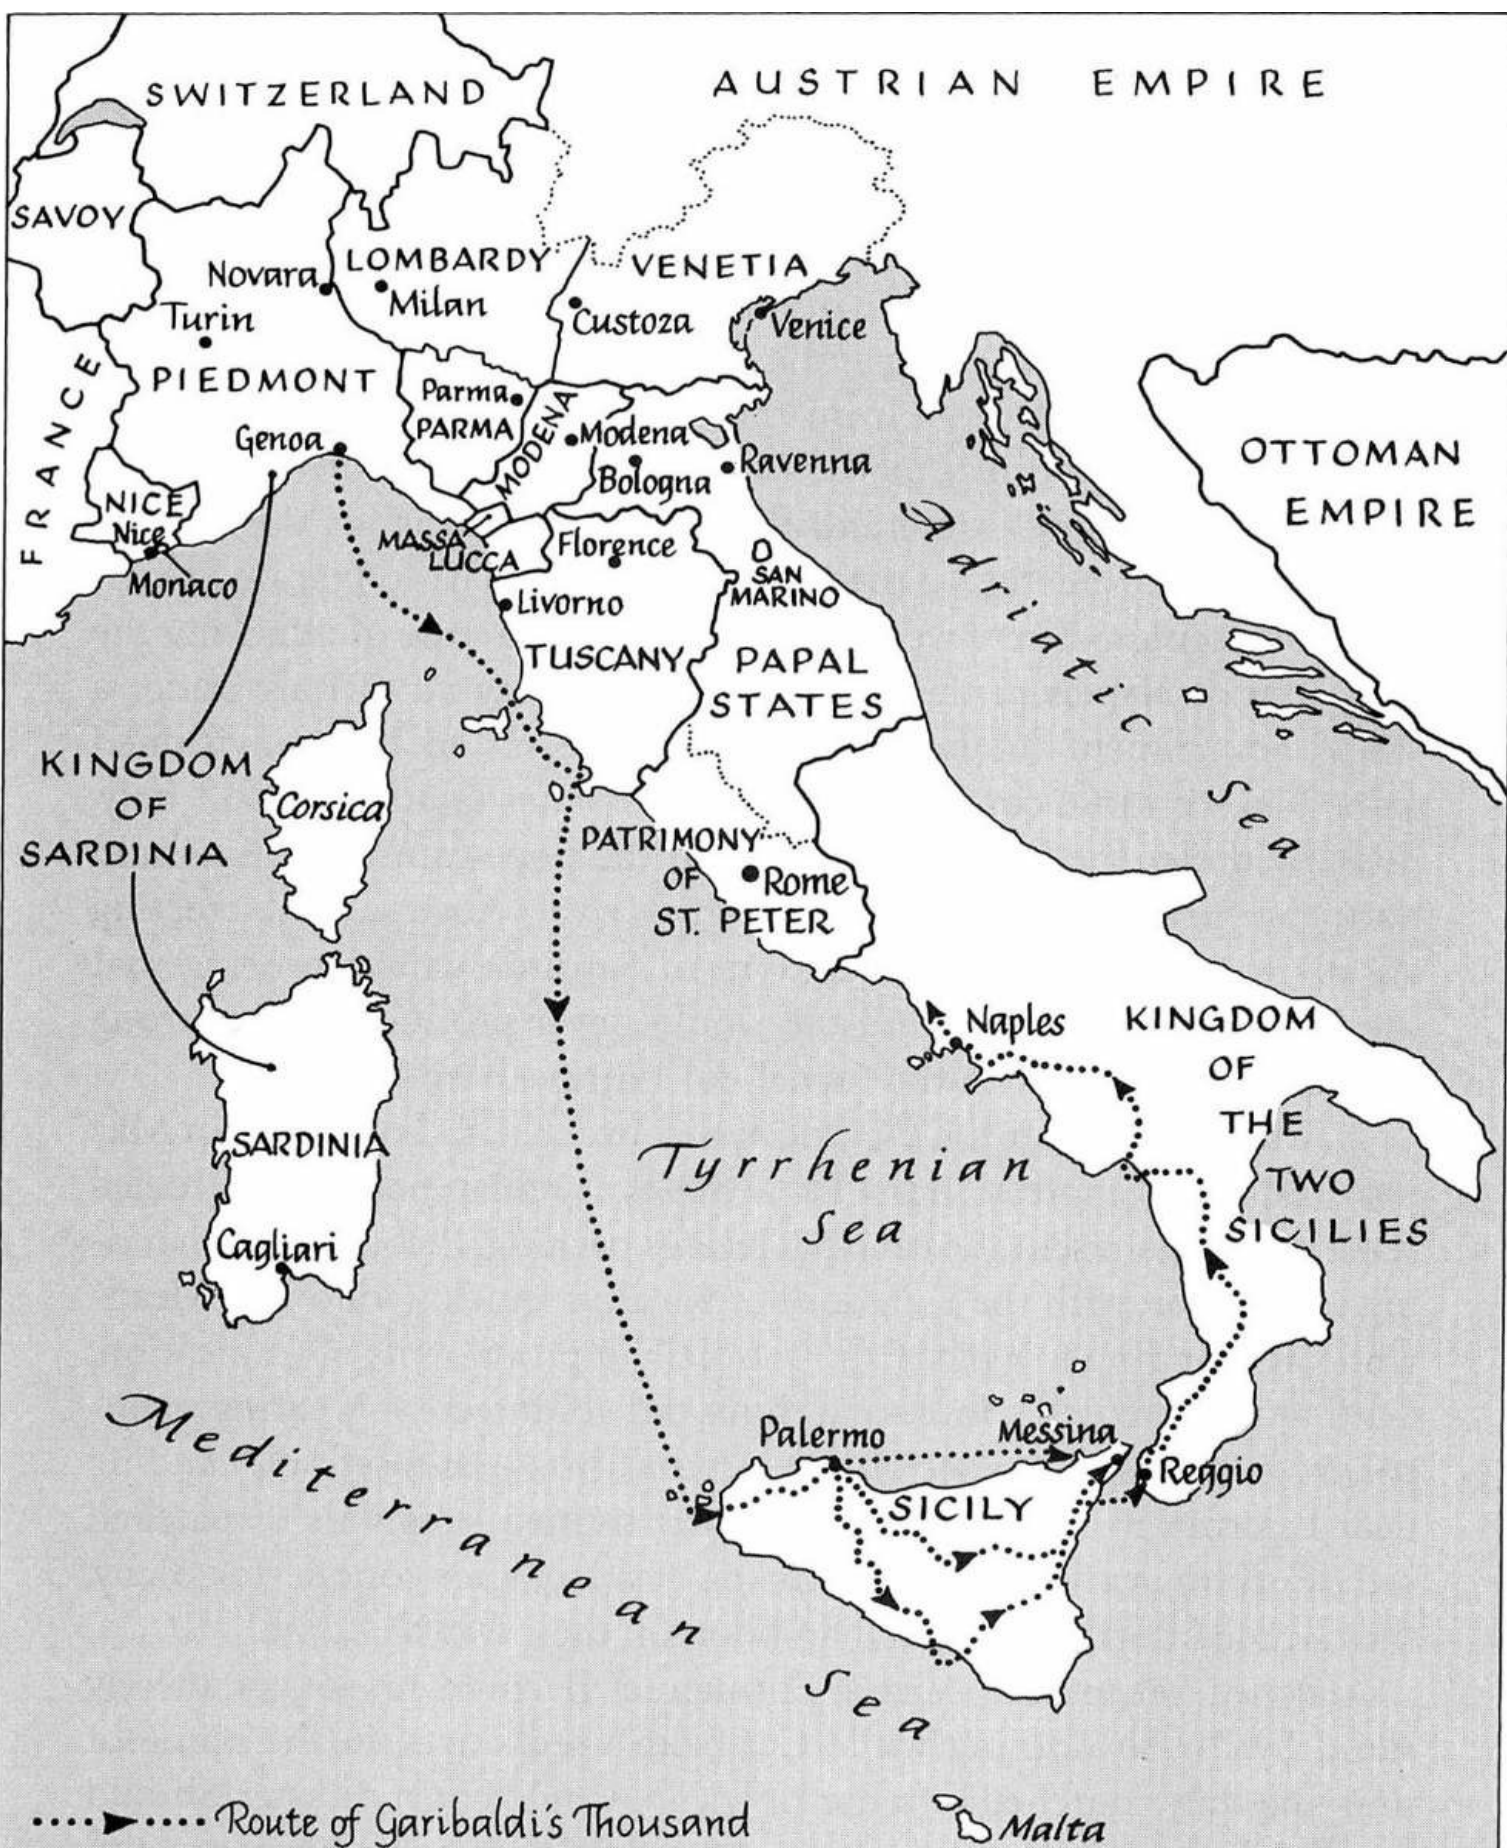 SWITZERLAND
AUSTRIAN EMPIRE
SAVOY
Novara
LOMBARDY
Milan
VENETIA
Turin
Custoza
Venice
FRANCE
PIEDMONT
Parma
PARMA
MODENA
Modena
Genoa
Bologna
Ravenna
OTTOMAN
EMPIRE
NICE
Nice
Monaco
MASSA
LUCCA
Florence
SAN
MARINO
Adriatic Sea
Livorno
TUSCANY
PAPAL
STATES
KINGDOM
OF
SARDINIA
Corsica
PATRIMONY
OF
ST. PETER
Rome
Naples
KINGDOM
OF
THE
TWO
SICILIES
SARDINIA
Tyrrhenian
Sea
Cagliari
Mediterranean Sea
Palermo
Messina
Reggio
SICILY
Route of Garibaldi's Thousand
Malta